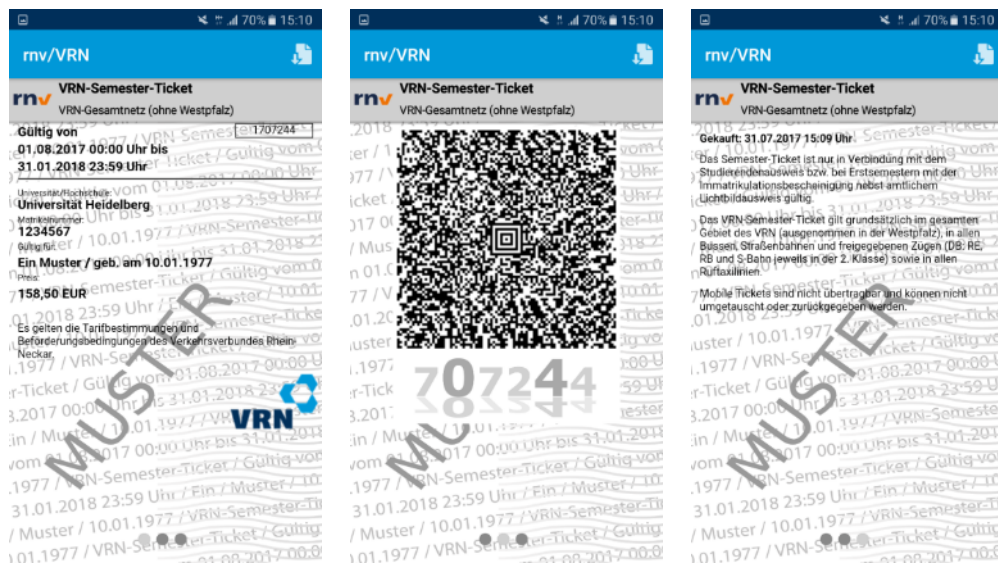 70% 15:10
rnv/VRN
rnv
VRN-Semester-Ticket
VRN-Gesamtnetz (ohne Westpfalz)
Gültig von
1707244
01.08.2017 00:00 Uhr bis
31.01.2018 23:59 Uhr
Universität/Hochschule:
Universität Heidelberg
Matrikelnummer:
1234567
Gültig für:
Ein Muster / geb. am 10.01.1977
Preis:
158,50 EUR
Es gelten die Tarifbestimmungen und
Beförderungsbedingungen des Verkehrsverbundes Rhein-
Neckar.
MUSTER
VRN
70% 15:10
rnv/VRN
rnv
VRN-Semester-Ticket
VRN-Gesamtnetz (ohne Westpfalz)
707244
70% 15:10
rnv/VRN
rnv
VRN-Semester-Ticket
VRN-Gesamtnetz (ohne Westpfalz)
Gekauft: 31.07.2017 15:09 Uhr
Das Semester-Ticket ist nur in Verbindung mit dem
Studierendenausweis bzw. bei Erstsemestern mit der
Immatrikulationsbescheinigung nebst amtlichem
Lichtbildausweis gültig.
Das VRN-Semester-Ticket gilt grundsätzlich im gesamten
Gebiet des VRN (ausgenommen in der Westpfalz), in allen
Bussen, Straßenbahnen und freigegebenen Zügen (DB: RE,
RB und S-Bahn jeweils in der 2. Klasse) sowie in allen
Ruftaxilinien.
Mobile Tickets sind nicht übertragbar und können nicht
umgetauscht oder zurückgegeben werden.
MUSTER